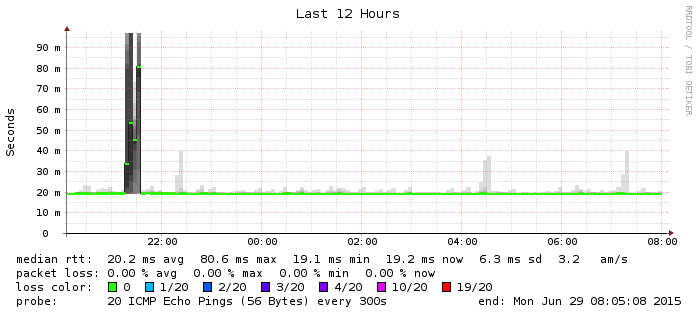 Last 12 Hours
RRDTOOL / TOBI OETIKER
Seconds
90 m
80 m
70 m
60 m
50 m
40 m
30 m
20 m
10 m
0
22:00 00:00 02:00 04:00 06:00 08:00
median rtt: 20.2 ms avg 80.6 ms max 19.1 ms min 19.2 ms now 6.3 ms sd 3.2 am/s
packet loss: 0.00 % avg 0.00 % max 0.00 % min 0.00 % now
loss color: 0 1/20 2/20 3/20 4/20 10/20 19/20
probe: 20 ICMP Echo Pings (56 Bytes) every 300s end: Mon Jun 29 08:05:08 2015